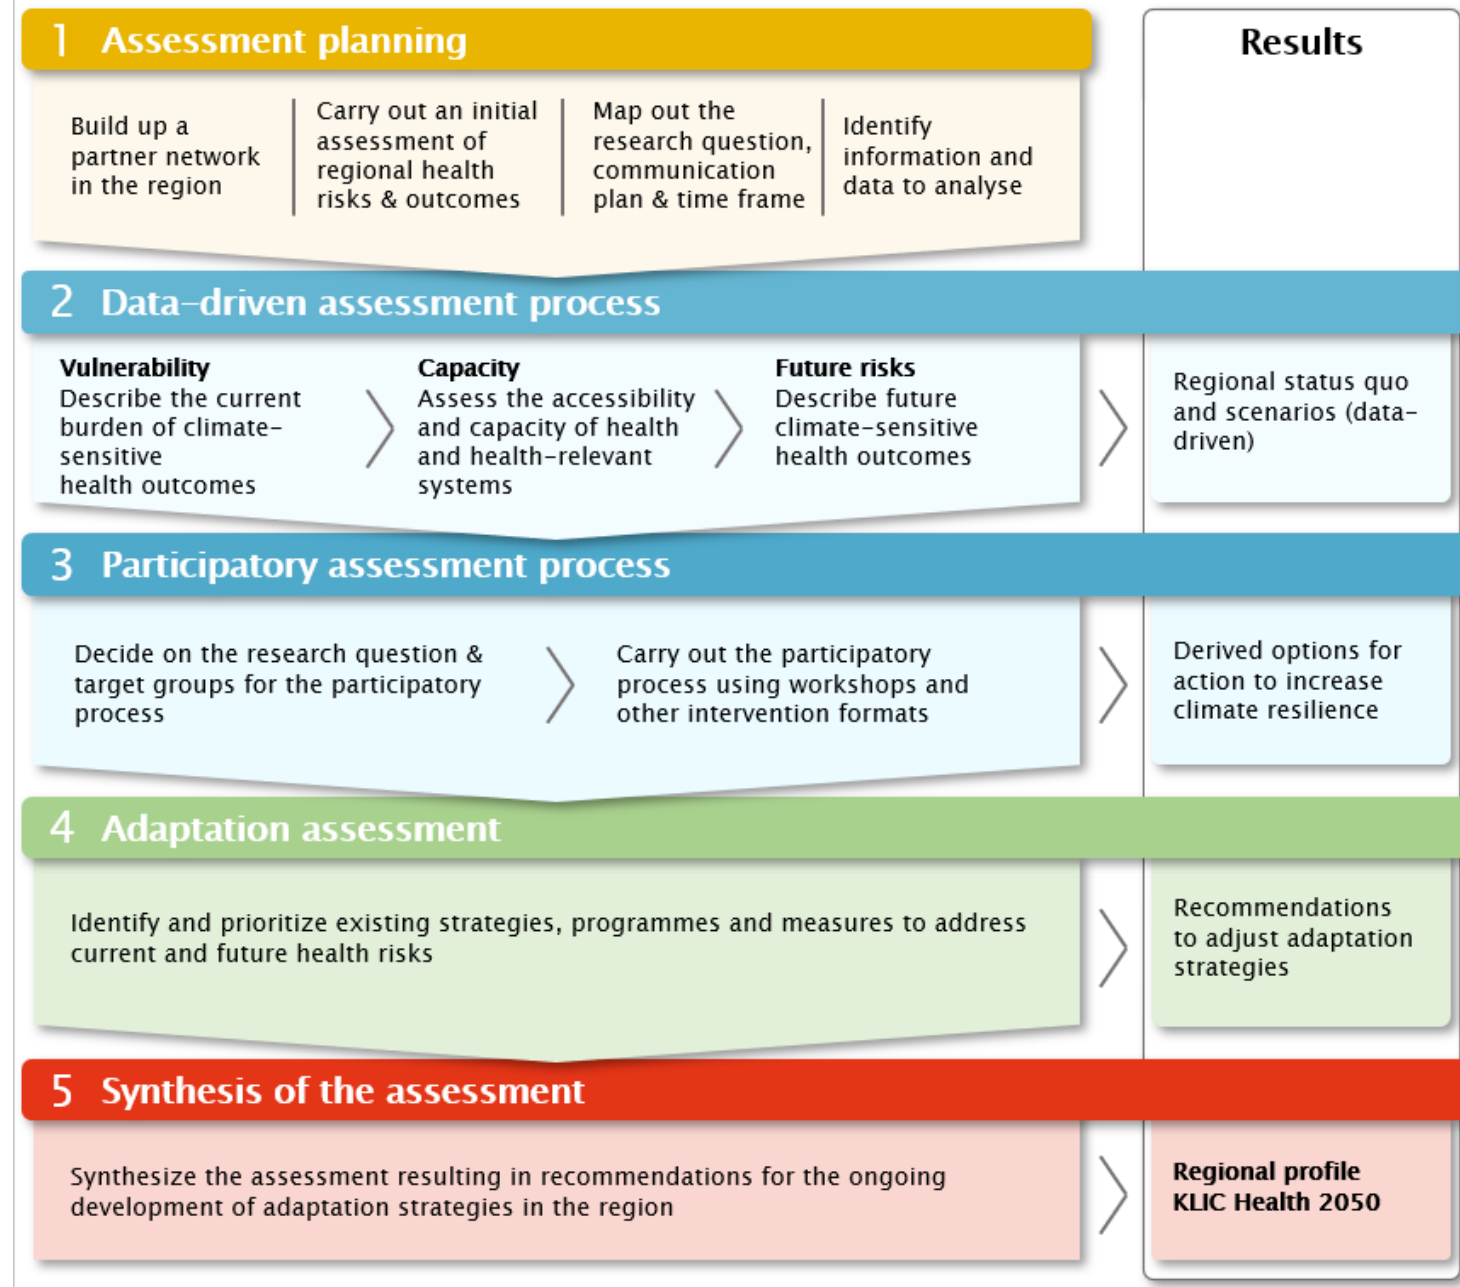 1 Assessment planning
Results
Build up a
partner network
in the region
Carry out an initial
assessment of
regional health
risks & outcomes
Map out the
research question,
communication
plan & time frame
Identify
information and
data to analyse
2 Data-driven assessment process
Vulnerability
Describe the current
burden of climate-
sensitive
health outcomes
Capacity
Assess the accessibility
and capacity of health
and health-relevant
systems
Future risks
Describe future
climate-sensitive
health outcomes
Regional status quo
and scenarios (data-
driven)
3 Participatory assessment process
Decide on the research question &
target groups for the participatory
process
Carry out the participatory
process using workshops and
other intervention formats
Derived options for
action to increase
climate resilience
4 Adaptation assessment
Identify and prioritize existing strategies, programmes and measures to address
current and future health risks
Recommendations
to adjust adaptation
strategies
5 Synthesis of the assessment
Synthesize the assessment resulting in recommendations for the ongoing
development of adaptation strategies in the region
Regional profile
KLIC Health 2050